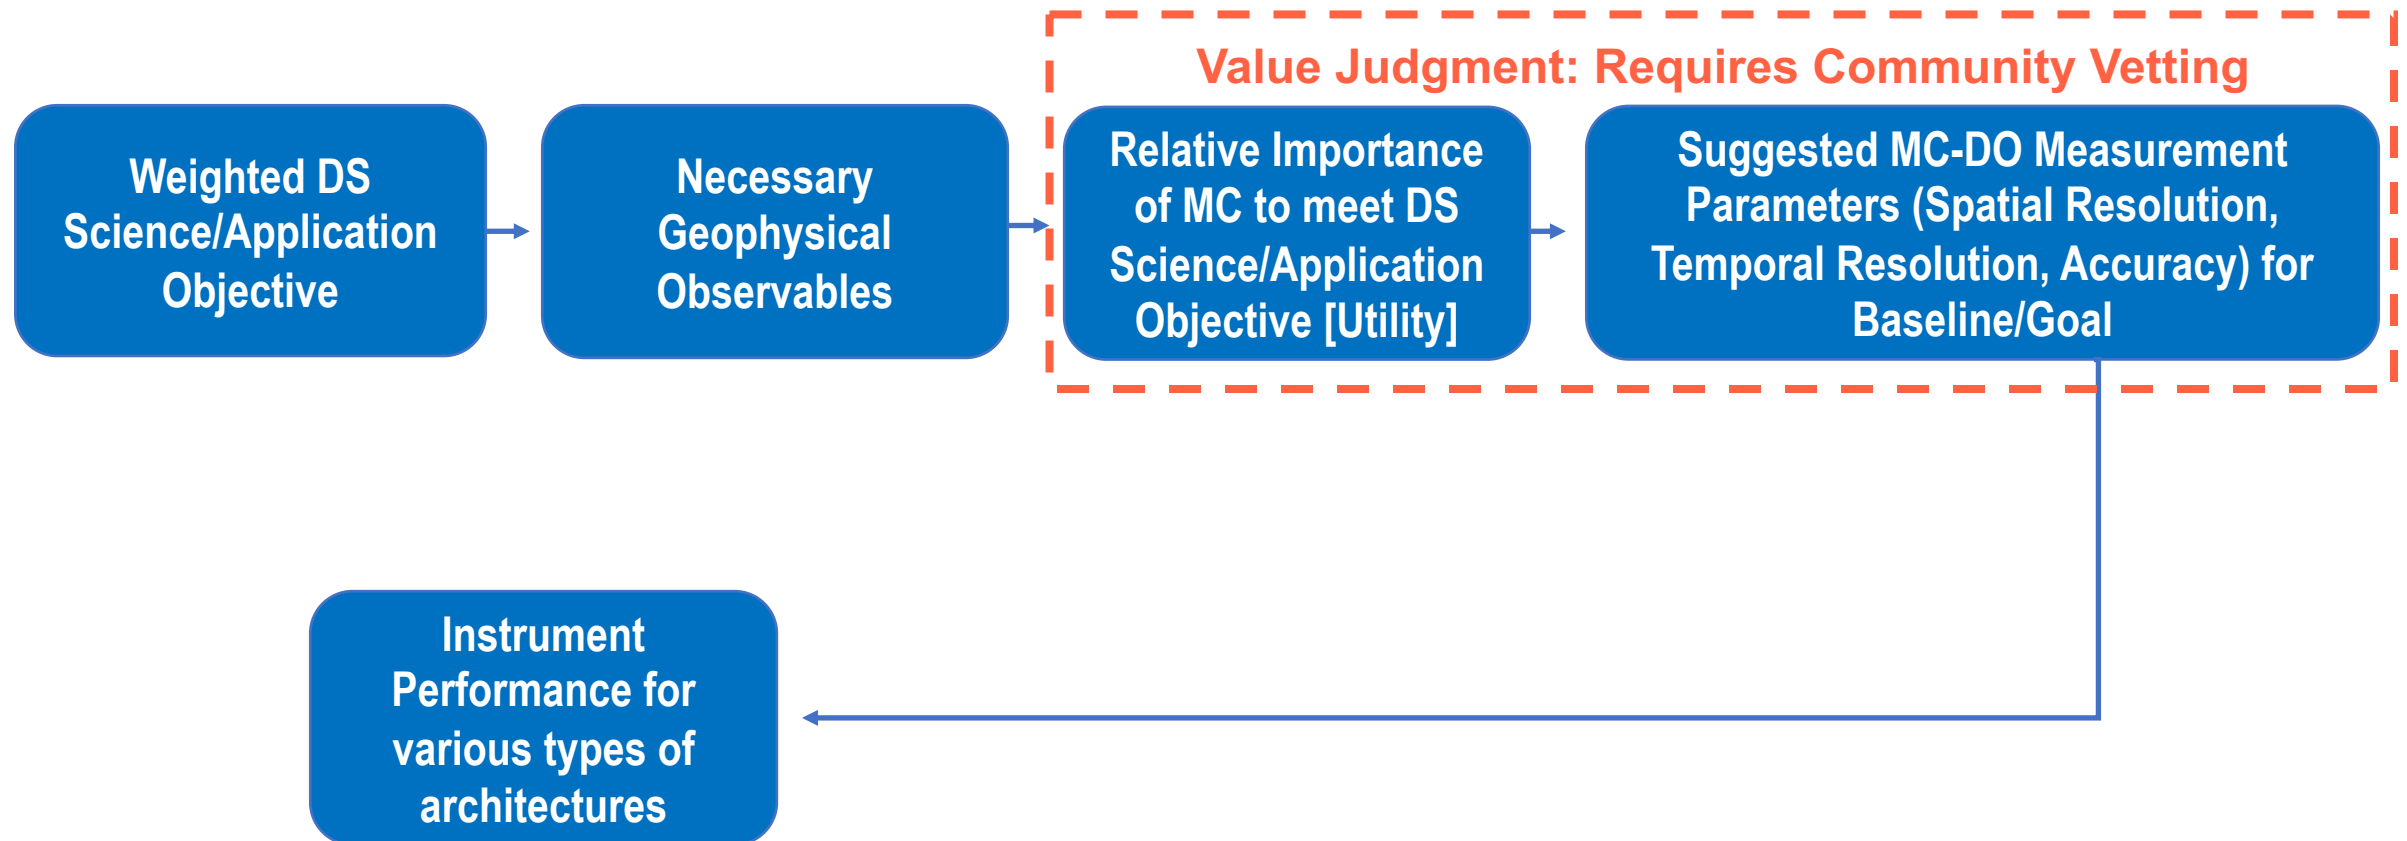 Value Judgment: Requires Community Vetting
Weighted DS
Science/Application
Objective
Necessary
Geophysical
Observables
Relative Importance
of MC to meet DS
Science/Application
Objective [Utility]
Suggested MC-DO Measurement
Parameters (Spatial Resolution,
Temporal Resolution, Accuracy) for
Baseline/Goal
Instrument
Performance for
various types of
architectures